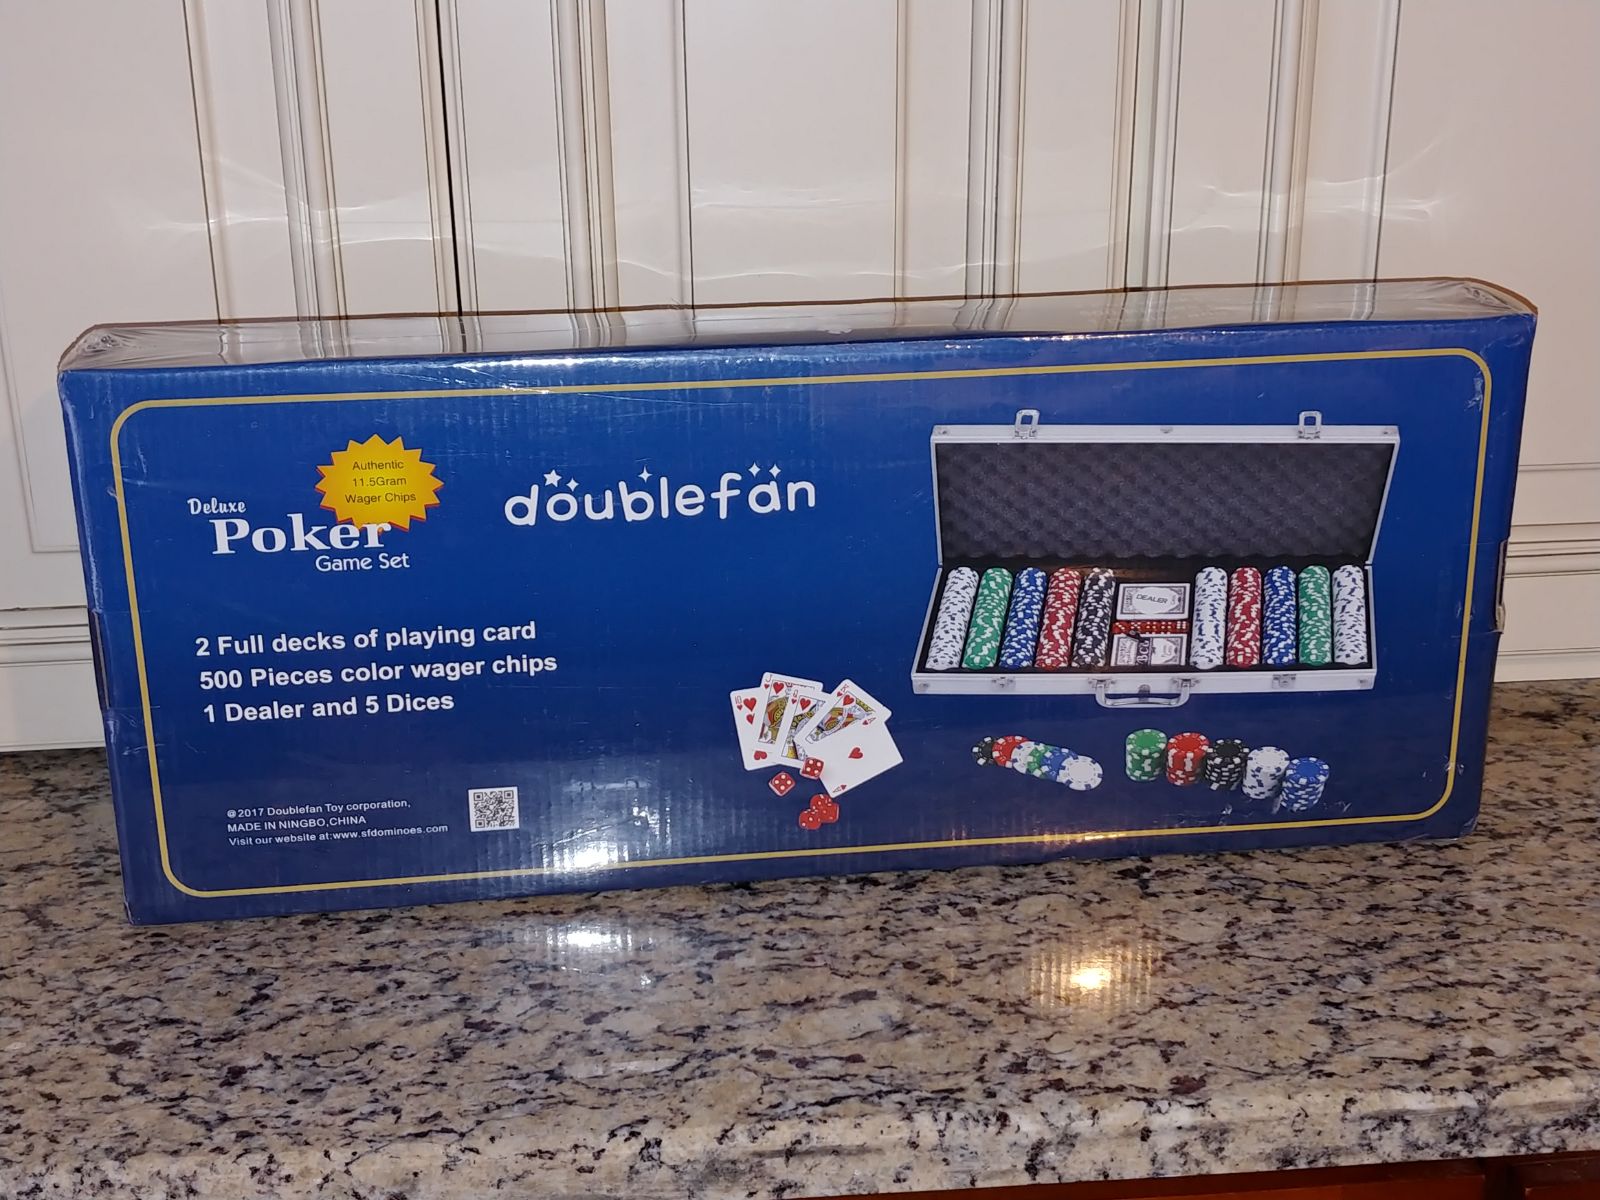 Authentic
11.5Gram
Wager Chips
Deluxe
Poker
Game Set
doublefan
2 Full decks of playing card
500 Pieces color wager chips
1 Dealer and 5 Dices
@2017 Doublefan Toy corporation,
MADE IN NINGBO,CHINA
Visit our website at:www.sfdominoes.com
DEALER